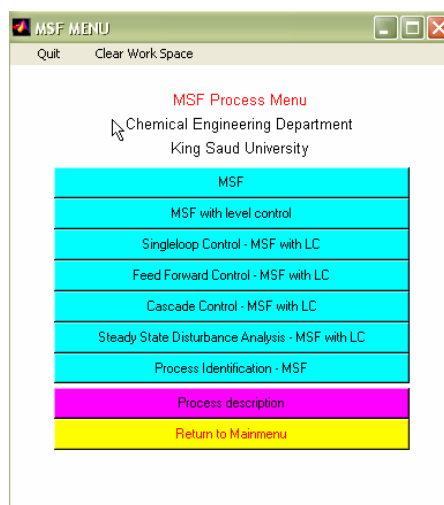 MSF MENU
Quit Clear Work Space
MSF Process Menu
Chemical Engineering Department
King Saud University
MSF
MSF with level control
Singleloop Control - MSF with LC
Feed Forward Control - MSF with LC
Cascade Control - MSF with LC
Steady State Disturbance Analysis - MSF with LC
Process Identification - MSF
Process description
Return to Mainmenu